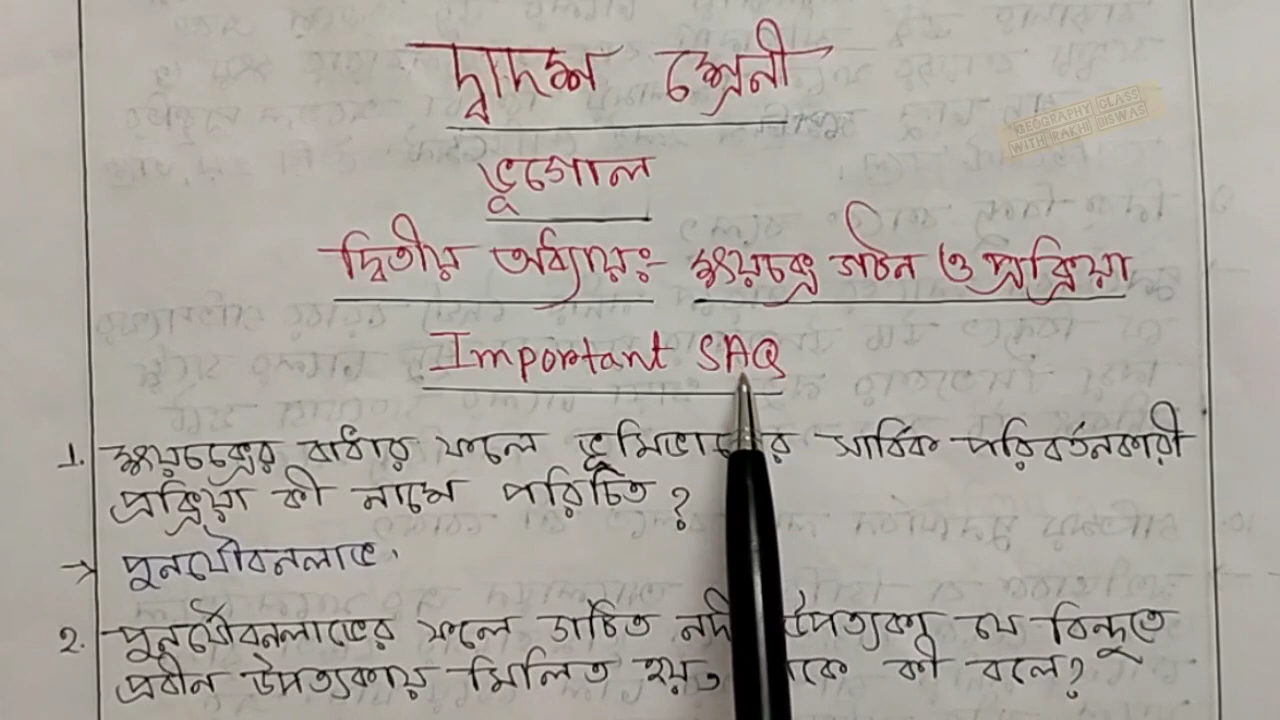 দ্বাদশ শ্রেনী
GEOGRAPHY CLASS
WITH RAKHI BISWAS
ভূগোল
দ্বিতীয় অধ্যায়ঃ- ক্ষয়চক্র গঠন ও প্রক্রিয়া
Important SAQ
1. ক্ষয়চক্রের বাধার ফলে সার্বিক পরিবর্তনকারী
প্রক্রিয়া কী নামে পরিচিত?
→ পুনর্যৌবনলাভ.
2. পুনর্যৌবনলাভের ফলে গঠিত উপত্যকা যে বিন্দুতে
প্রবীন উপত্যকায় মিলিত হয়, কী বলে?